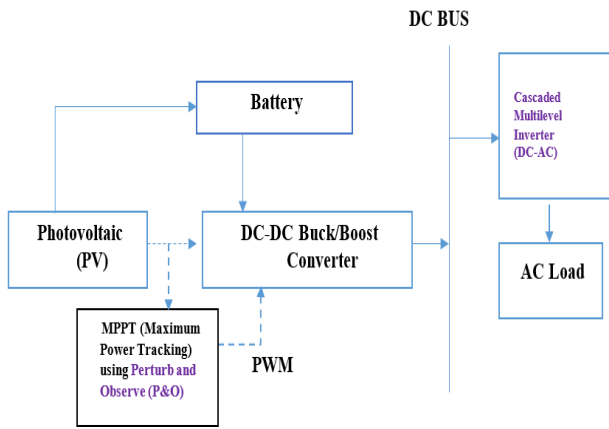 DC BUS
Battery
Cascaded
Multilevel
Inverter
(DC-AC)
Photovoltaic
(PV)
DC-DC Buck/Boost
Converter
AC Load
MPPT (Maximum
Power Tracking)
using Perturb and
Observe (P&O)
PWM